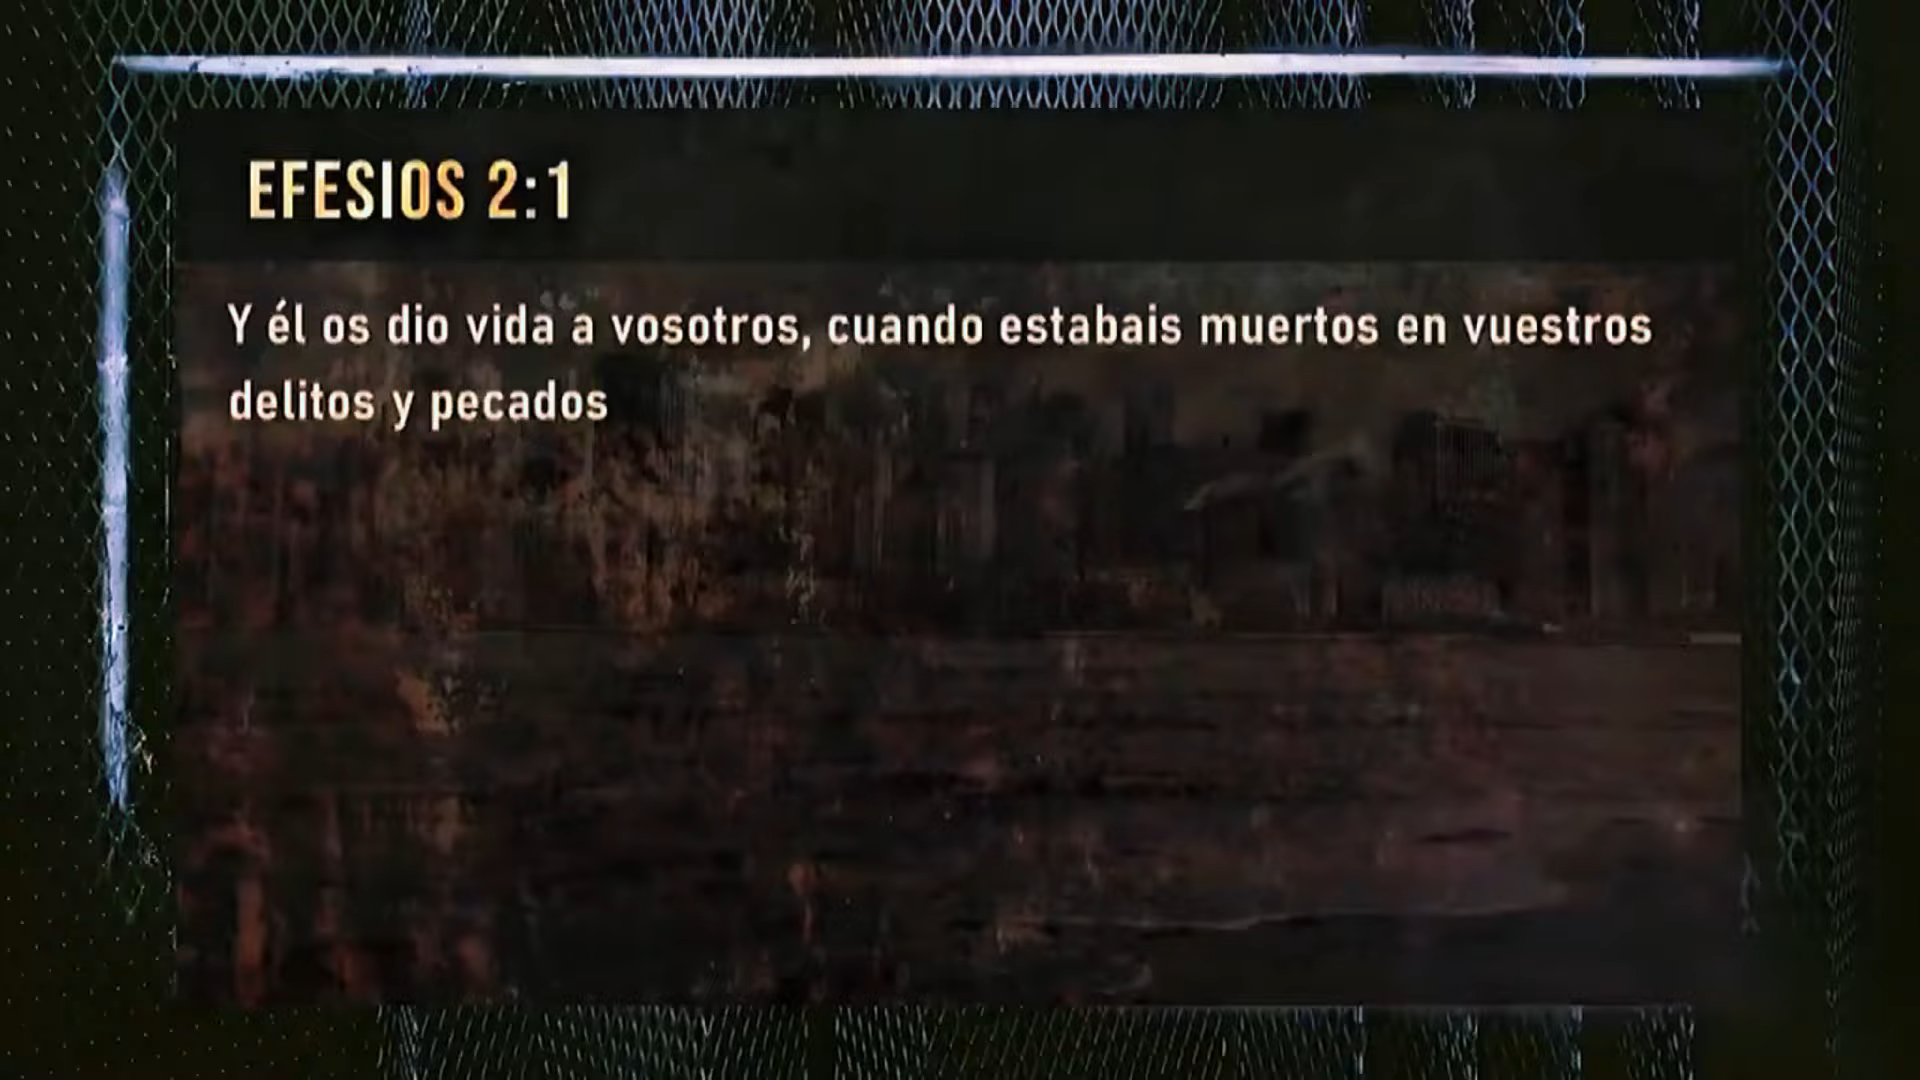 EFESIOS 2:1
Y él os dio vida a vosotros, cuando estabais muertos en vuestros
delitos y pecados